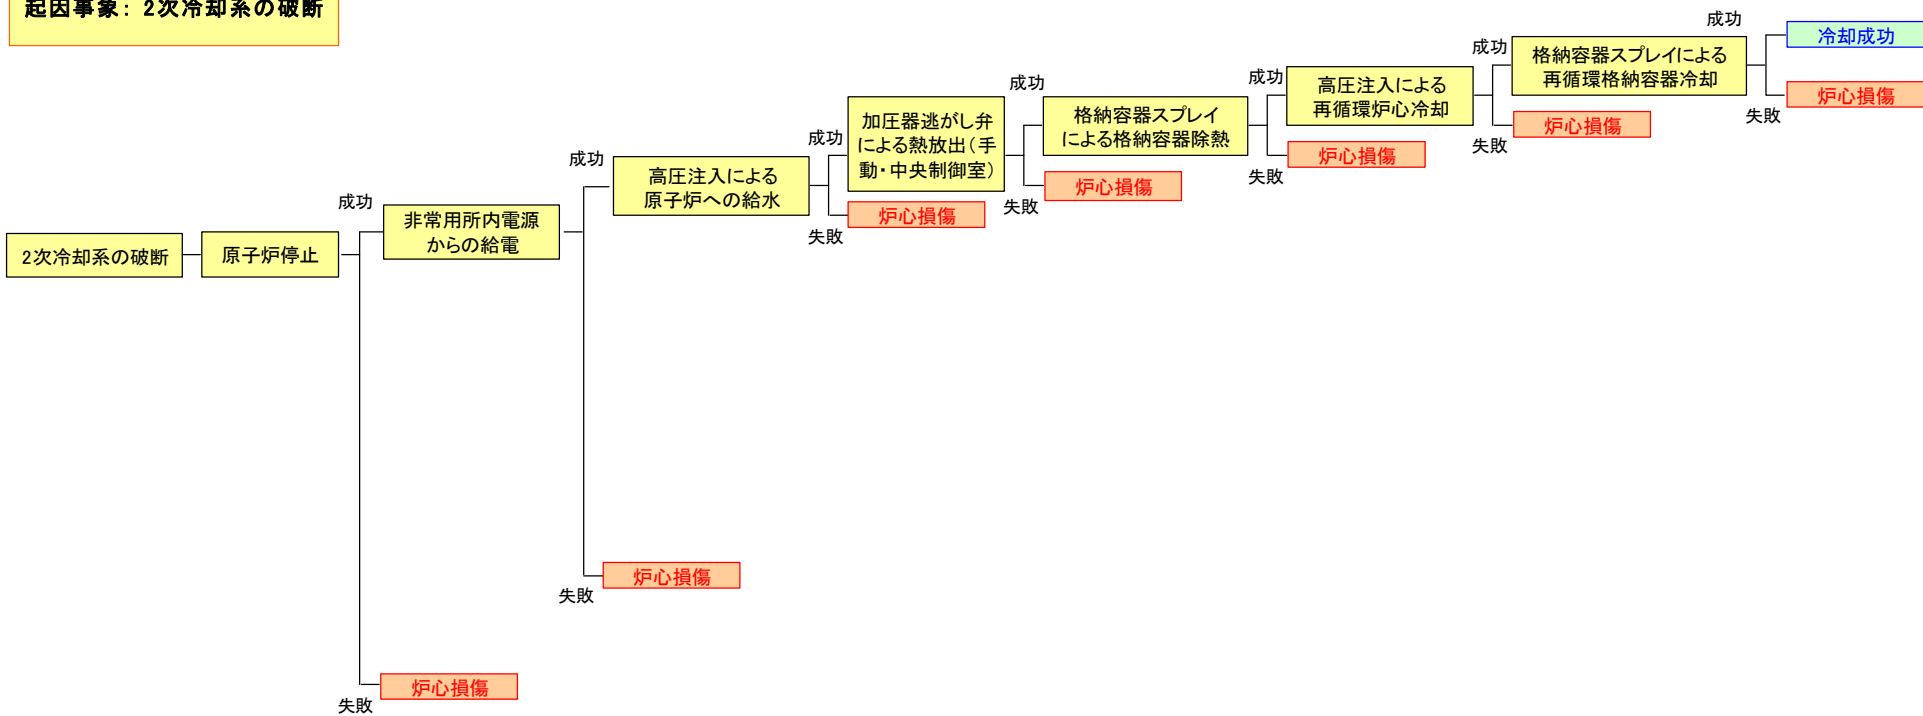 起因事象：2次冷却系の破断
2次冷却系の破断
原子炉停止
成功
失敗
炉心損傷
非常用所内電源
からの給電
成功
失敗
炉心損傷
高圧注入による
原子炉への給水
成功
失敗
炉心損傷
加圧器逃がし弁
による熱放出（手
動・中央制御室）
成功
失敗
炉心損傷
格納容器スプレイ
による格納容器除熱
成功
失敗
炉心損傷
高圧注入による
再循環炉心冷却
成功
失敗
炉心損傷
格納容器スプレイによる
再循環格納容器冷却
成功
失敗
冷却成功
炉心損傷